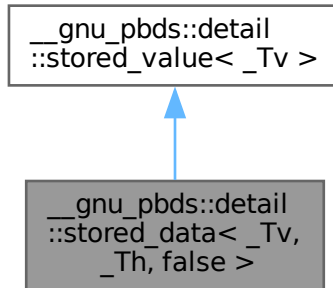 __gnu_pbds::detail
::stored_value< _Tv >
__gnu_pbds::detail
::stored_data< _Tv,
_Th, false >